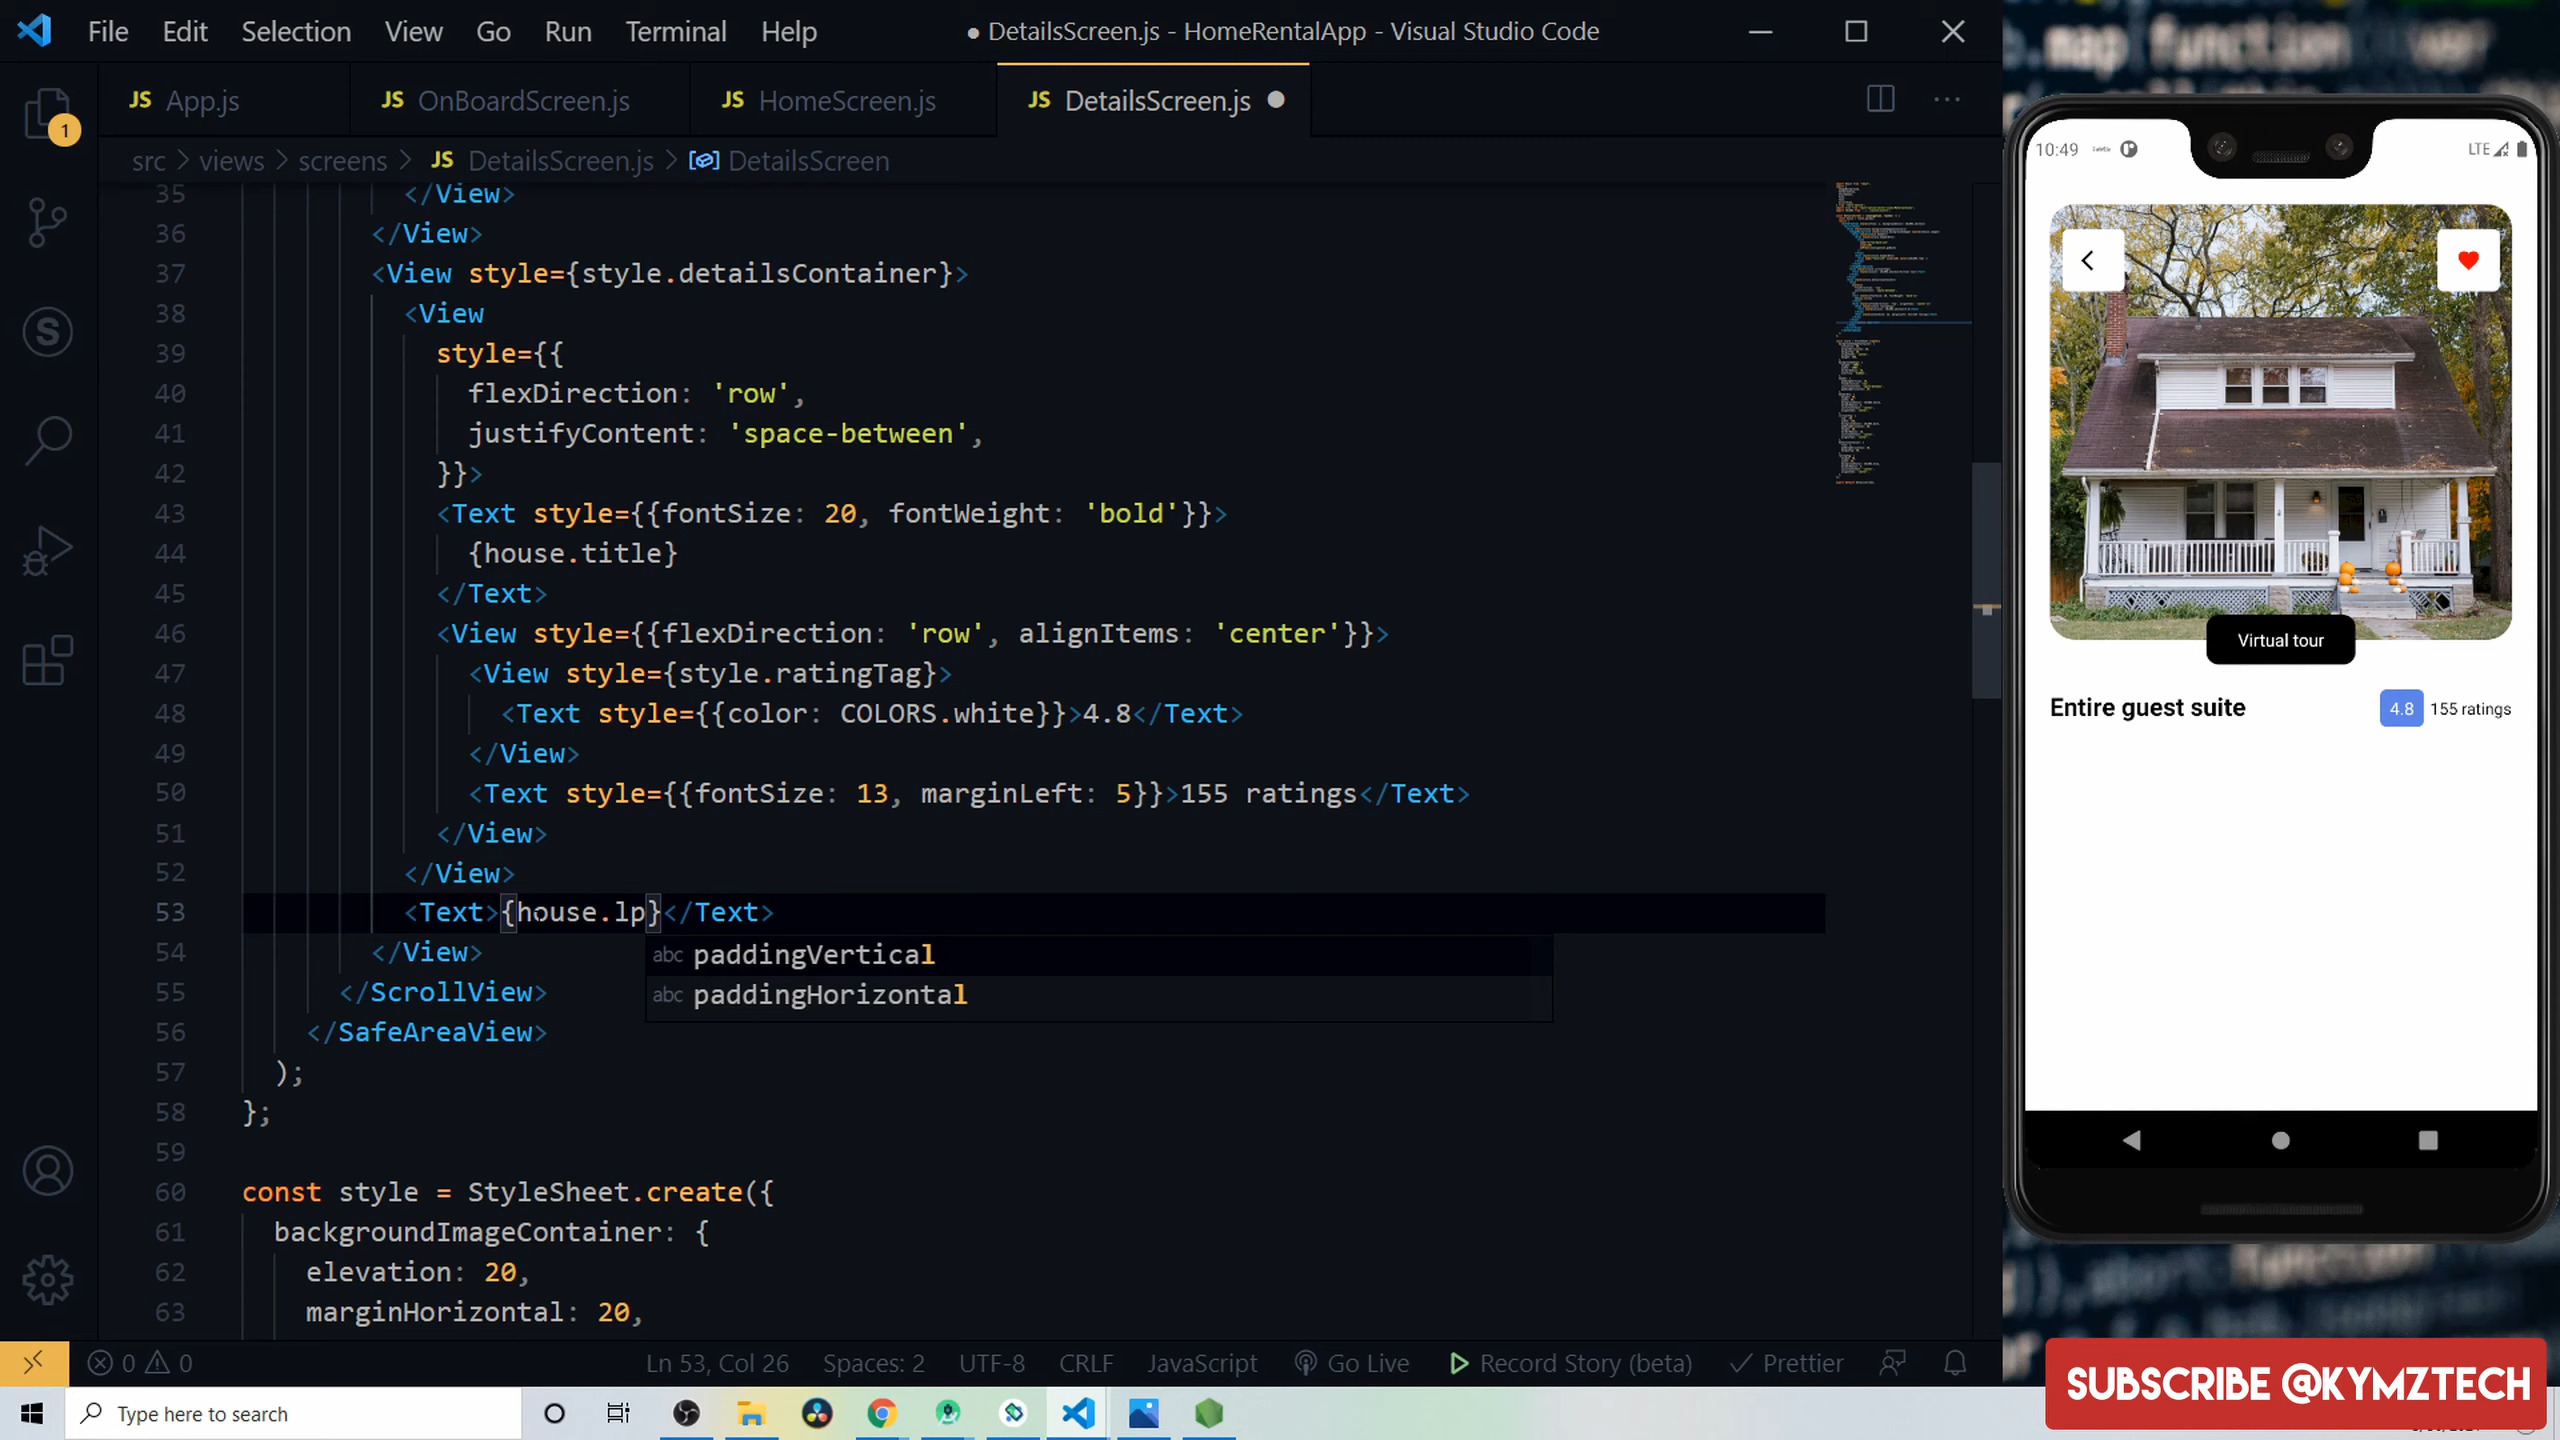 File Edit Selection View Go Run Terminal Help
● DetailsScreen.js - HomeRentalApp - Visual Studio Code
JS App.js
JS OnBoardScreen.js
JS HomeScreen.js
JS DetailsScreen.js ●
src > views > screens > JS DetailsScreen.js > DetailsScreen
1
35 </View>
36 </View>
37 <View style={style.detailsContainer}>
38 <View
39 style={{
40 flexDirection: 'row',
41 justifyContent: 'space-between',
42 }}>
43 <Text style={{fontSize: 20, fontWeight: 'bold'}}>
44 {house.title}
45 </Text>
46 <View style={{flexDirection: 'row', alignItems: 'center'}}>
47 <View style={style.ratingTag}>
48 <Text style={{color: COLORS.white}}>4.8</Text>
49 </View>
50 <Text style={{fontSize: 13, marginLeft: 5}}>155 ratings</Text>
51 </View>
52 </View>
53 <Text>{house.lp}</Text>
abc paddingVertical
abc paddingHorizontal
54 </View>
55 </ScrollView>
56 </SafeAreaView>
57 );
58 };
59
60 const style = StyleSheet.create({
61 backgroundImageContainer: {
62 elevation: 20,
63 marginHorizontal: 20,
0 0
Ln 53, Col 26 Spaces: 2 UTF-8 CRLF JavaScript Go Live Record Story (beta) Prettier
Type here to search
10:49
LTE
Virtual tour
Entire guest suite
4.8 155 ratings
SUBSCRIBE @KYMZTECH